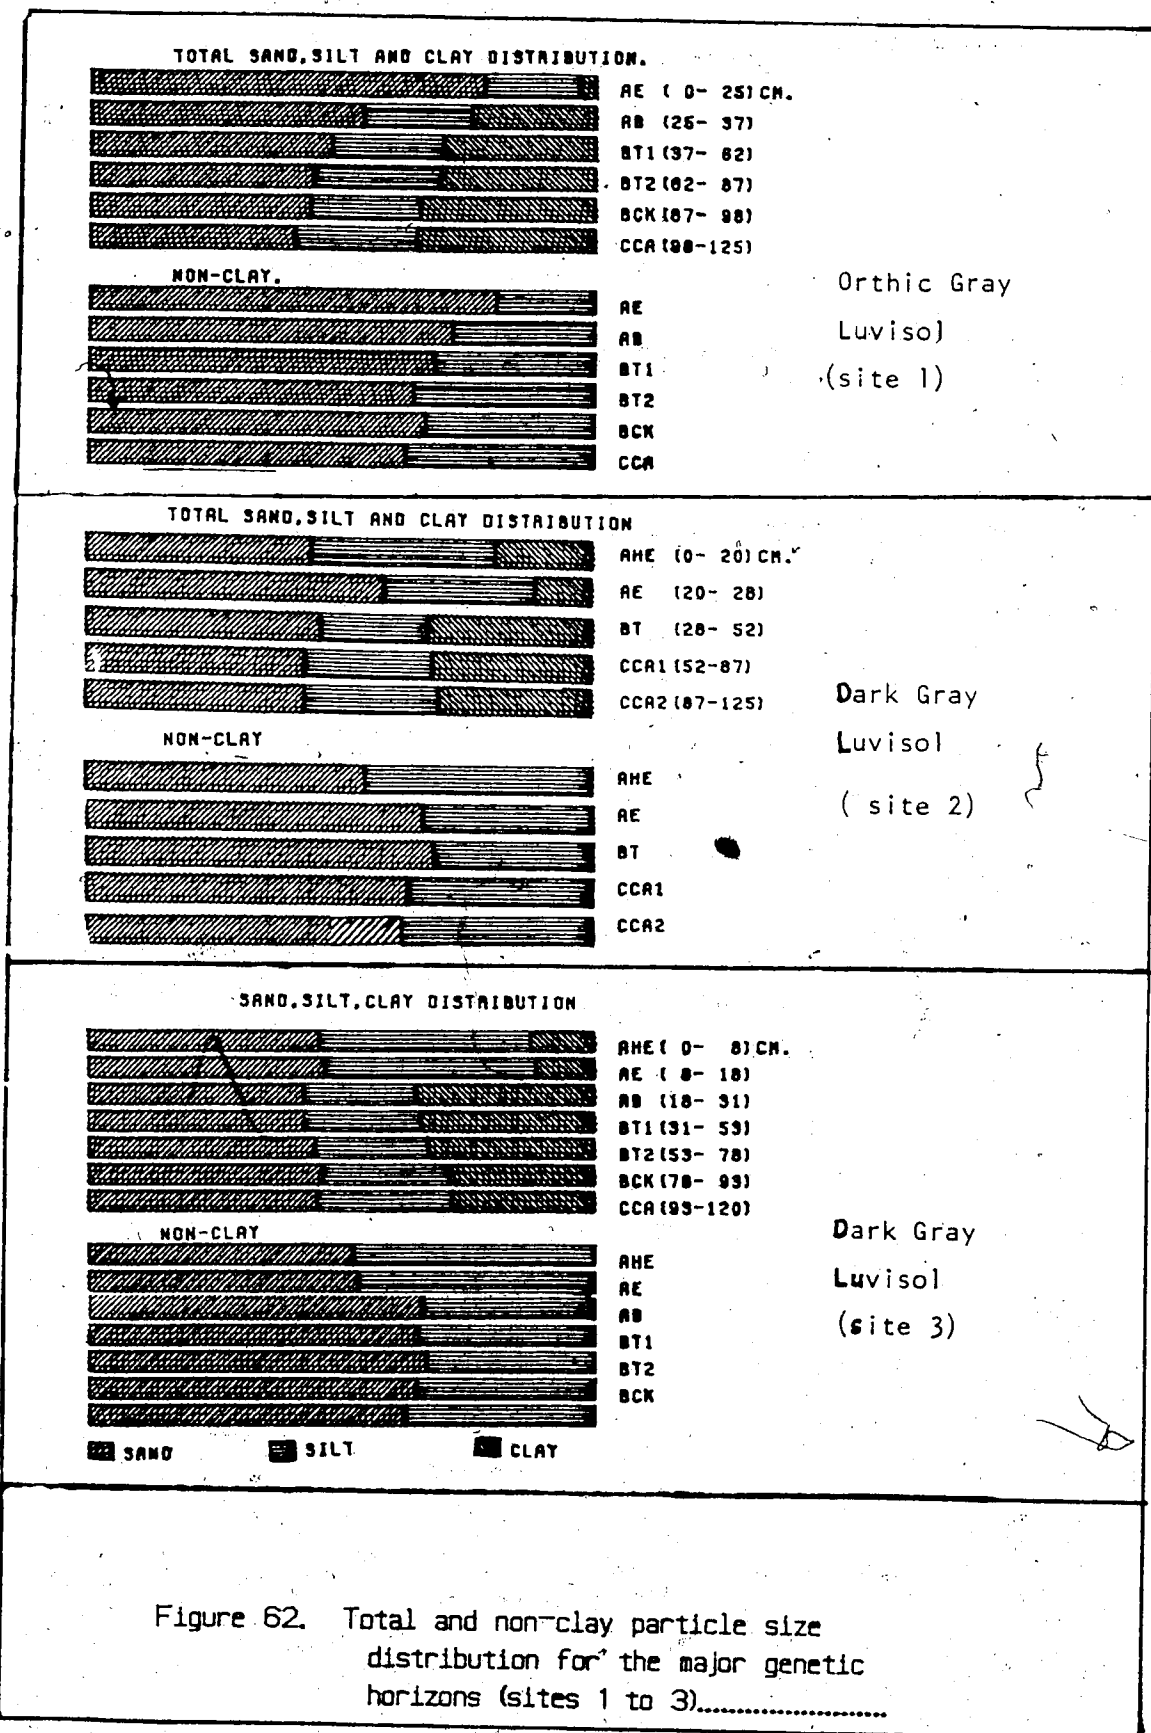 TOTAL SAND,SILT AND CLAY DISTRIBUTION.
AE ( 0- 25)CM.
AB (25- 37)
BT1(37- 62)
BT2(62- 87)
BCK(87- 98)
CCA(98-125)
NON-CLAY.
AE
AB
BT1
BT2
BCK
CCA
Orthic Gray
Luvisol
(site 1)
TOTAL SAND,SILT AND CLAY DISTRIBUTION
AHE (0- 20)CM.
AE (20- 28)
BT (28- 52)
CCA1(52-87)
CCA2(87-125)
NON-CLAY
AHE
AE
BT
CCA1
CCA2
Dark Gray
Luvisol
( site 2)
SAND,SILT,CLAY DISTRIBUTION
AHE( 0- 8)CM.
AE ( 8- 18)
AB (18- 31)
BT1(31- 53)
BT2(53- 78)
BCK(78- 93)
CCA(93-120)
NON-CLAY
AHE
AE
AB
BT1
BT2
BCK
Dark Gray
Luvisol
(site 3)
SAND SILT CLAY
Figure 62. Total and non-clay particle size
distribution for the major genetic
horizons (sites 1 to 3)........................